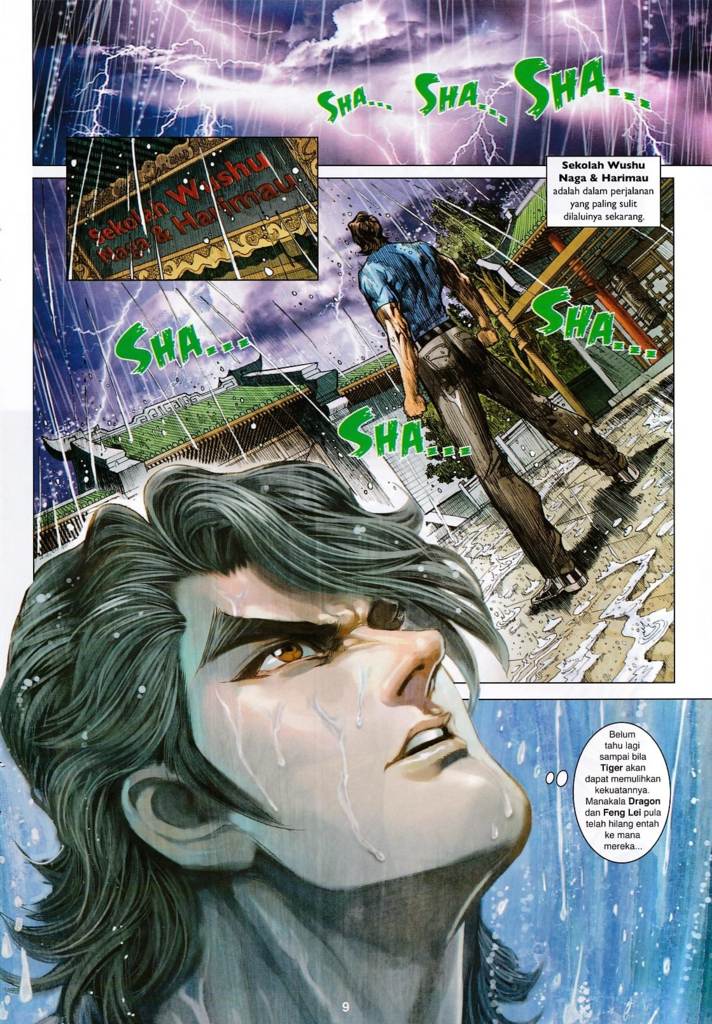 SHA...
SHA...
SHA...
Sekolah Wushu
Naga & Harimau
Sekolah Wushu
Naga & Harimau
adalah dalam perjalanan
yang paling sulit
dilaluinya sekarang.
SHA...
SHA...
SHA...
Belum
tahu lagi
sampai bila
Tiger akan
dapat memulihkan
kekuatannya.
Manakala Dragon
dan Feng Lei pula
telah hilang entah
ke mana
mereka...
9